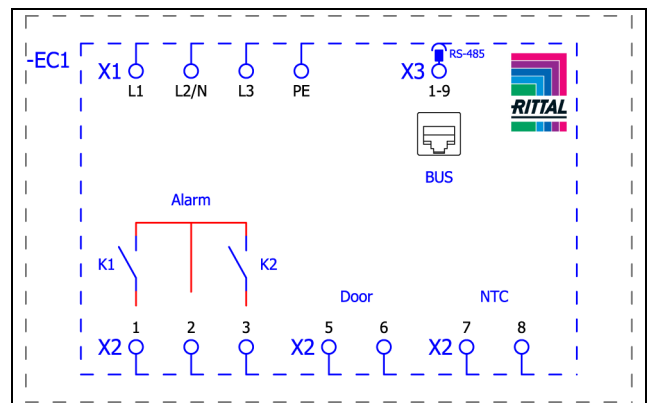 -EC1
X1
L1
L2/N
L3
PE
X3
RS-485
1-9
RITTAL
BUS
Alarm
K1
K2
Door
NTC
X2
1
2
3
X2
5
6
X2
7
8